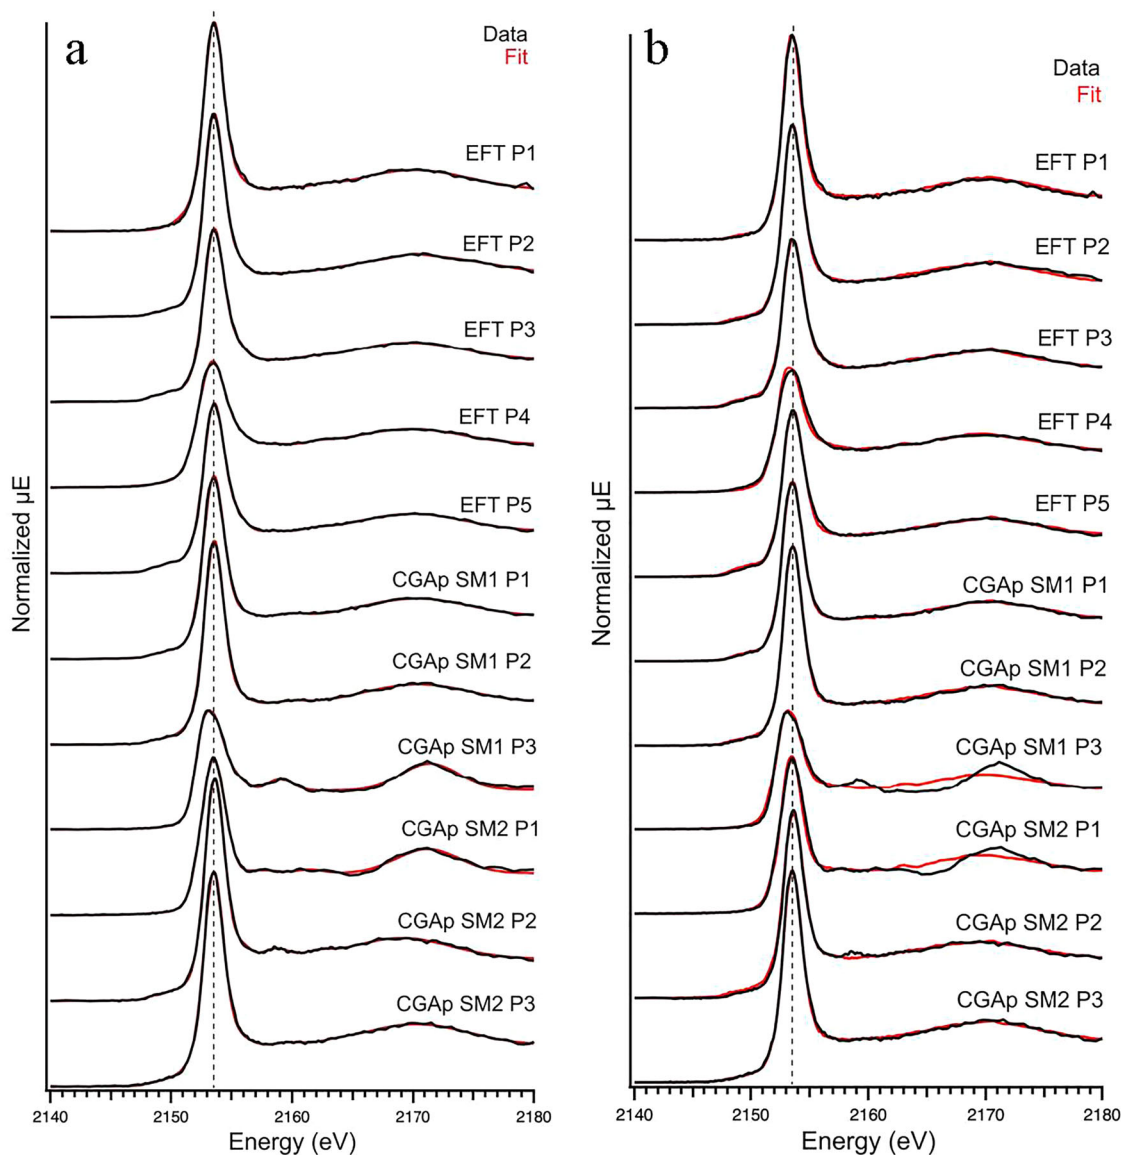 a
Data
Fit
EFT P1
EFT P2
EFT P3
EFT P4
EFT P5
CGAp SM1 P1
CGAp SM1 P2
CGAp SM1 P3
CGAp SM2 P1
CGAp SM2 P2
CGAp SM2 P3
Normalized µE
2140 2150 2160 2170 2180
Energy (eV)
b
Data
Fit
EFT P1
EFT P2
EFT P3
EFT P4
EFT P5
CGAp SM1 P1
CGAp SM1 P2
CGAp SM1 P3
CGAp SM2 P1
CGAp SM2 P2
CGAp SM2 P3
Normalized µE
2140 2150 2160 2170 2180
Energy (eV)